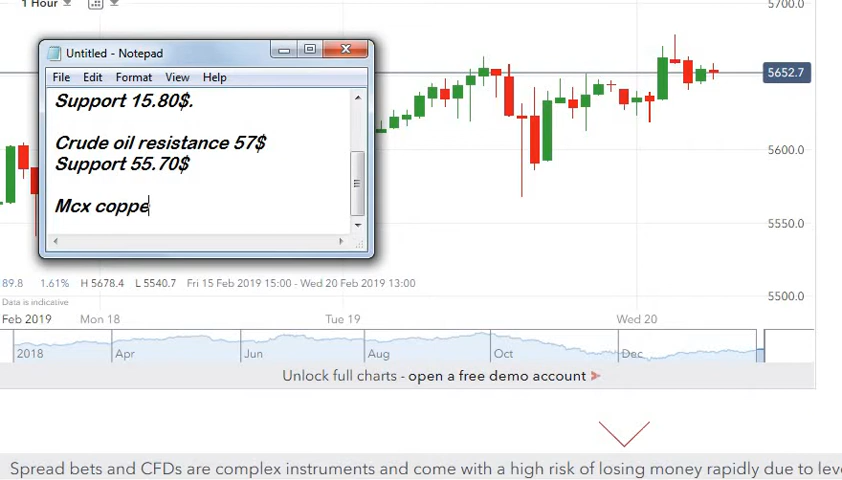 1 Hour
5700.0
Untitled - Notepad
File Edit Format View Help
Support 15.80$.
Crude oil resistance 57$
Support 55.70$
Mcx coppe
5652.7
5600.0
5550.0
5500.0
89.8 1.61% H 5678.4 L 5540.7 Fri 15 Feb 2019 15:00 - Wed 20 Feb 2019 13:00
Data is indicative
Feb 2019 Mon 18 Tue 19 Wed 20
2018 Apr Jun Aug Oct Dec
Unlock full charts - open a free demo account >
Spread bets and CFDs are complex instruments and come with a high risk of losing money rapidly due to leve